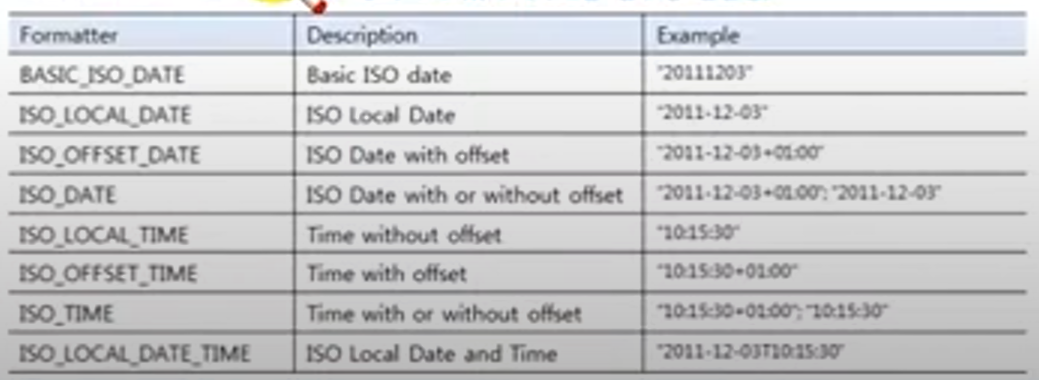 Formatter Description Example
BASIC_ISO_DATE Basic ISO date "20111203"
ISO_LOCAL_DATE ISO Local Date "2011-12-03"
ISO_OFFSET_DATE ISO Date with offset "2011-12-03+01:00"
ISO_DATE ISO Date with or without offset "2011-12-03+01:00"; "2011-12-03"
ISO_LOCAL_TIME Time without offset "10:15:30"
ISO_OFFSET_TIME Time with offset "10:15:30+01:00"
ISO_TIME Time with or without offset "10:15:30+01:00"; "10:15:30"
ISO_LOCAL_DATE_TIME ISO Local Date and Time "2011-12-03T10:15:30"